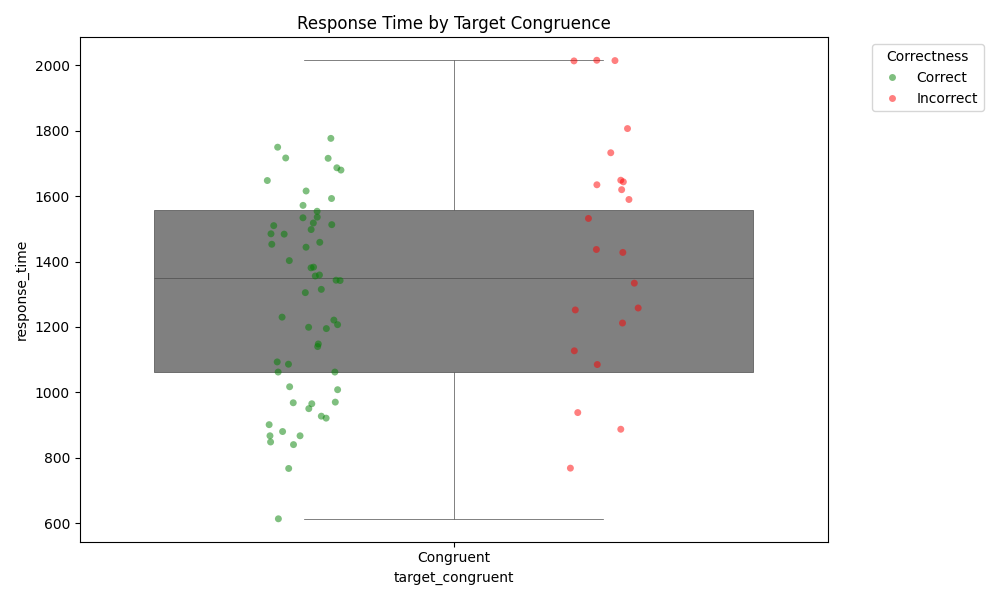 Response Time by Target Congruence
Correctness
Correct
Incorrect
2000
1800
1600
1400
1200
1000
800
600
response_time
Congruent
target_congruent